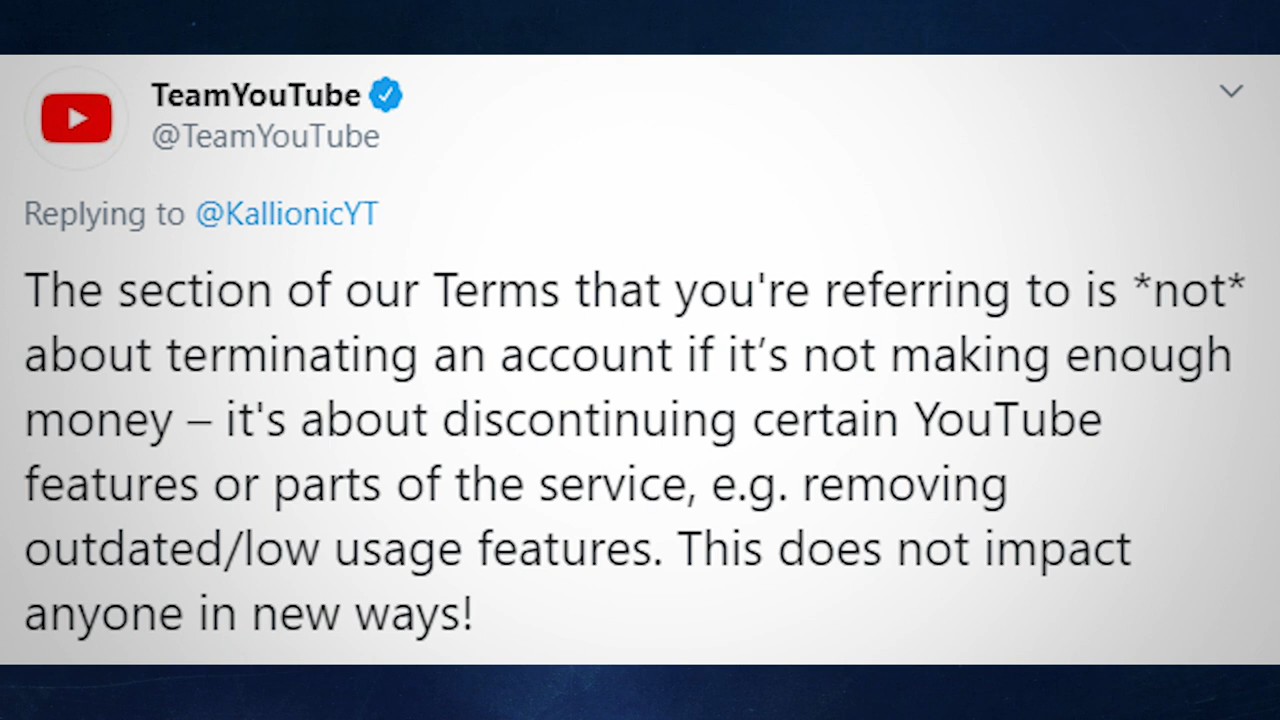 TeamYouTube
@TeamYouTube
Replying to @KallionicYT
The section of our Terms that you're referring to is *not*
about terminating an account if it’s not making enough
money – it's about discontinuing certain YouTube
features or parts of the service, e.g. removing
outdated/low usage features. This does not impact
anyone in new ways!